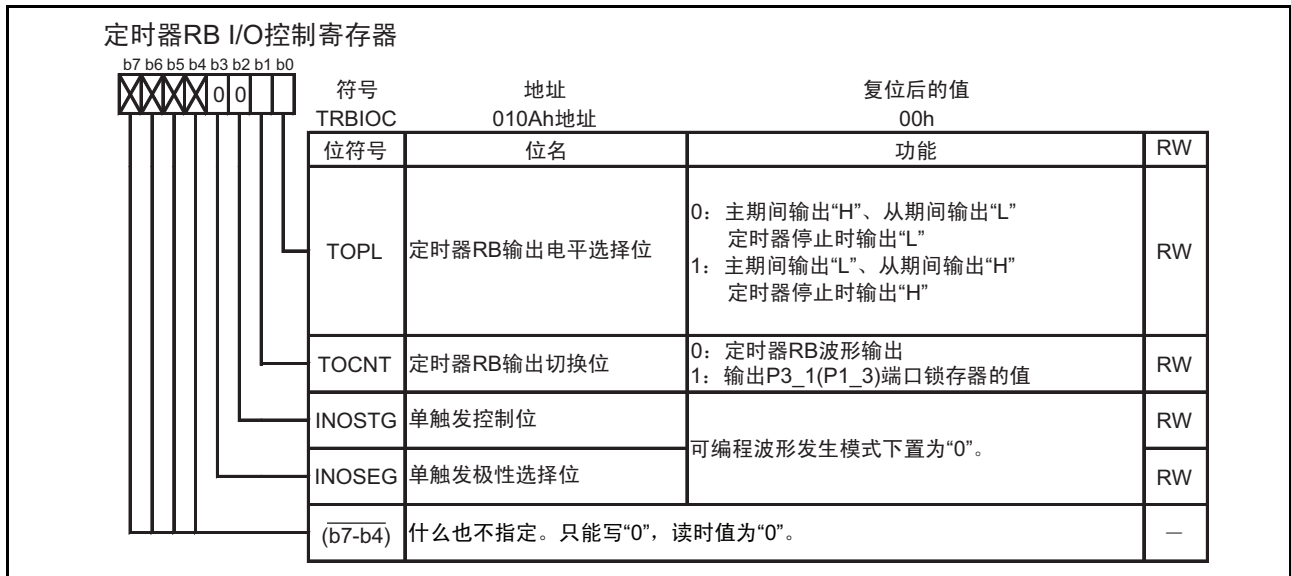 定时器RB I/O控制寄存器
b7 b6 b5 b4 b3 b2 b1 b0
0 0
符号 地址 复位后的值
TRBIOC 010Ah地址 00h
位符号 位名 功能 RW
TOPL 定时器RB输出电平选择位 0：主期间输出“H”、从期间输出“L”
定时器停止时输出“L”
1：主期间输出“L”、从期间输出“H”
定时器停止时输出“H” RW
TOCNT 定时器RB输出切换位 0：定时器RB波形输出
1：输出P3_1(P1_3)端口锁存器的值 RW
INOSTG 单触发控制位 可编程波形发生模式下置为“0”。 RW
INOSEG 单触发极性选择位 RW
(b7-b4) 什么也不指定。只能写“0”，读时值为“0”。 －